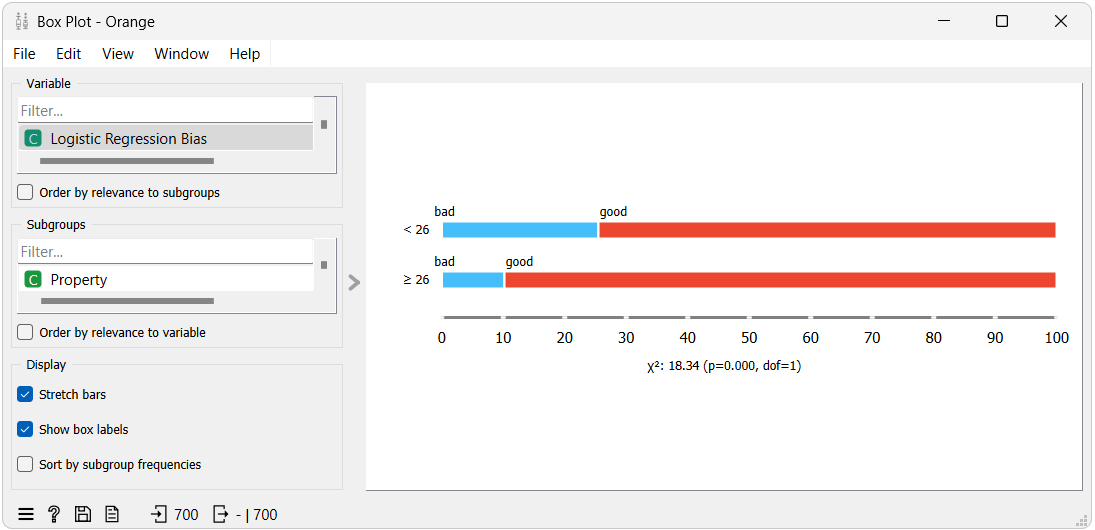 Box Plot - Orange
File Edit View Window Help
Variable
Filter...
C Logistic Regression Bias
Order by relevance to subgroups
Subgroups
Filter...
C Property
Order by relevance to variable
Display
Stretch bars
Show box labels
Sort by subgroup frequencies
bad good
< 26
bad good
≥ 26
0 10 20 30 40 50 60 70 80 90 100
χ²: 18.34 (p=0.000, dof=1)
? 700 - | 700